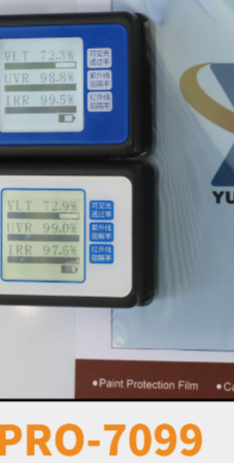 VLT 72.3%
可见光
透过率
UVR 98.8%
紫外线
阻隔率
IRR 99.5%
红外线
阻隔率
VLT 72.9%
可见光
透过率
UVR 99.0%
紫外线
阻隔率
IRR 97.5%
红外线
阻隔率
YU
•Paint Protection Film •Ca
PRO-7099